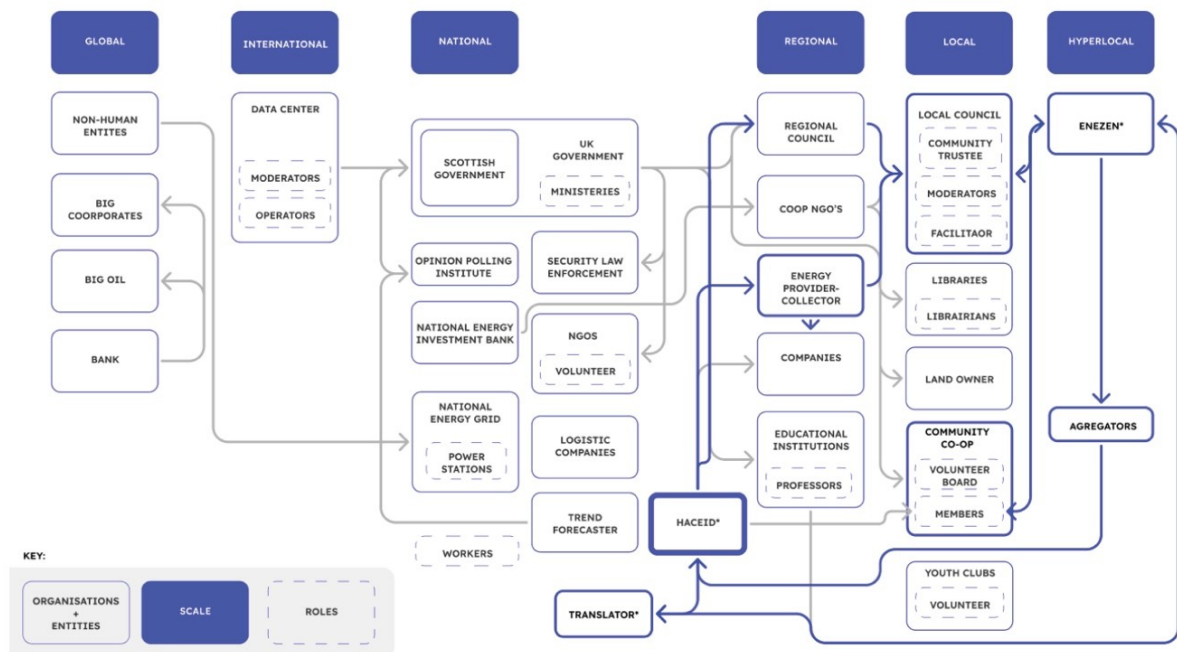 GLOBAL
INTERNATIONAL
NATIONAL
REGIONAL
LOCAL
HYPERLOCAL
NON-HUMAN
ENTITES
BIG
COORPORATES
BIG OIL
BANK
DATA CENTER
MODERATORS
OPERATORS
SCOTTISH
GOVERNMENT
UK
GOVERNMENT
MINISTERIES
OPINION POLLING
INSTITUTE
SECURITY LAW
ENFORCEMENT
NATIONAL ENERGY
INVESTMENT BANK
NGOS
VOLUNTEER
NATIONAL
ENERGY GRID
POWER
STATIONS
LOGISTIC
COMPANIES
TREND
FORECASTER
WORKERS
HACEID*
TRANSLATOR*
REGIONAL
COUNCIL
COOP NGO'S
ENERGY
PROVIDER-
COLLECTOR
COMPANIES
EDUCATIONAL
INSTITUTIONS
PROFESSORS
LOCAL COUNCIL
COMMUNITY
TRUSTEE
MODERATORS
FACILITAOR
LIBRARIES
LIBRAIRIANS
LAND OWNER
COMMUNITY
CO-OP
VOLUNTEER
BOARD
MEMBERS
YOUTH CLUBS
VOLUNTEER
ENEZEN*
AGREGATORS
KEY:
ORGANISATIONS
+
ENTITIES
SCALE
ROLES